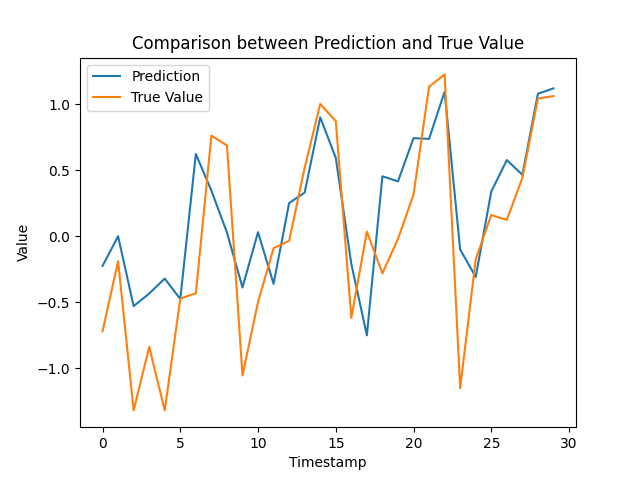 Comparison between Prediction and True Value
Prediction
True Value
1.0
0.5
0.0
−0.5
−1.0
Value
0 5 10 15 20 25 30
Timestamp